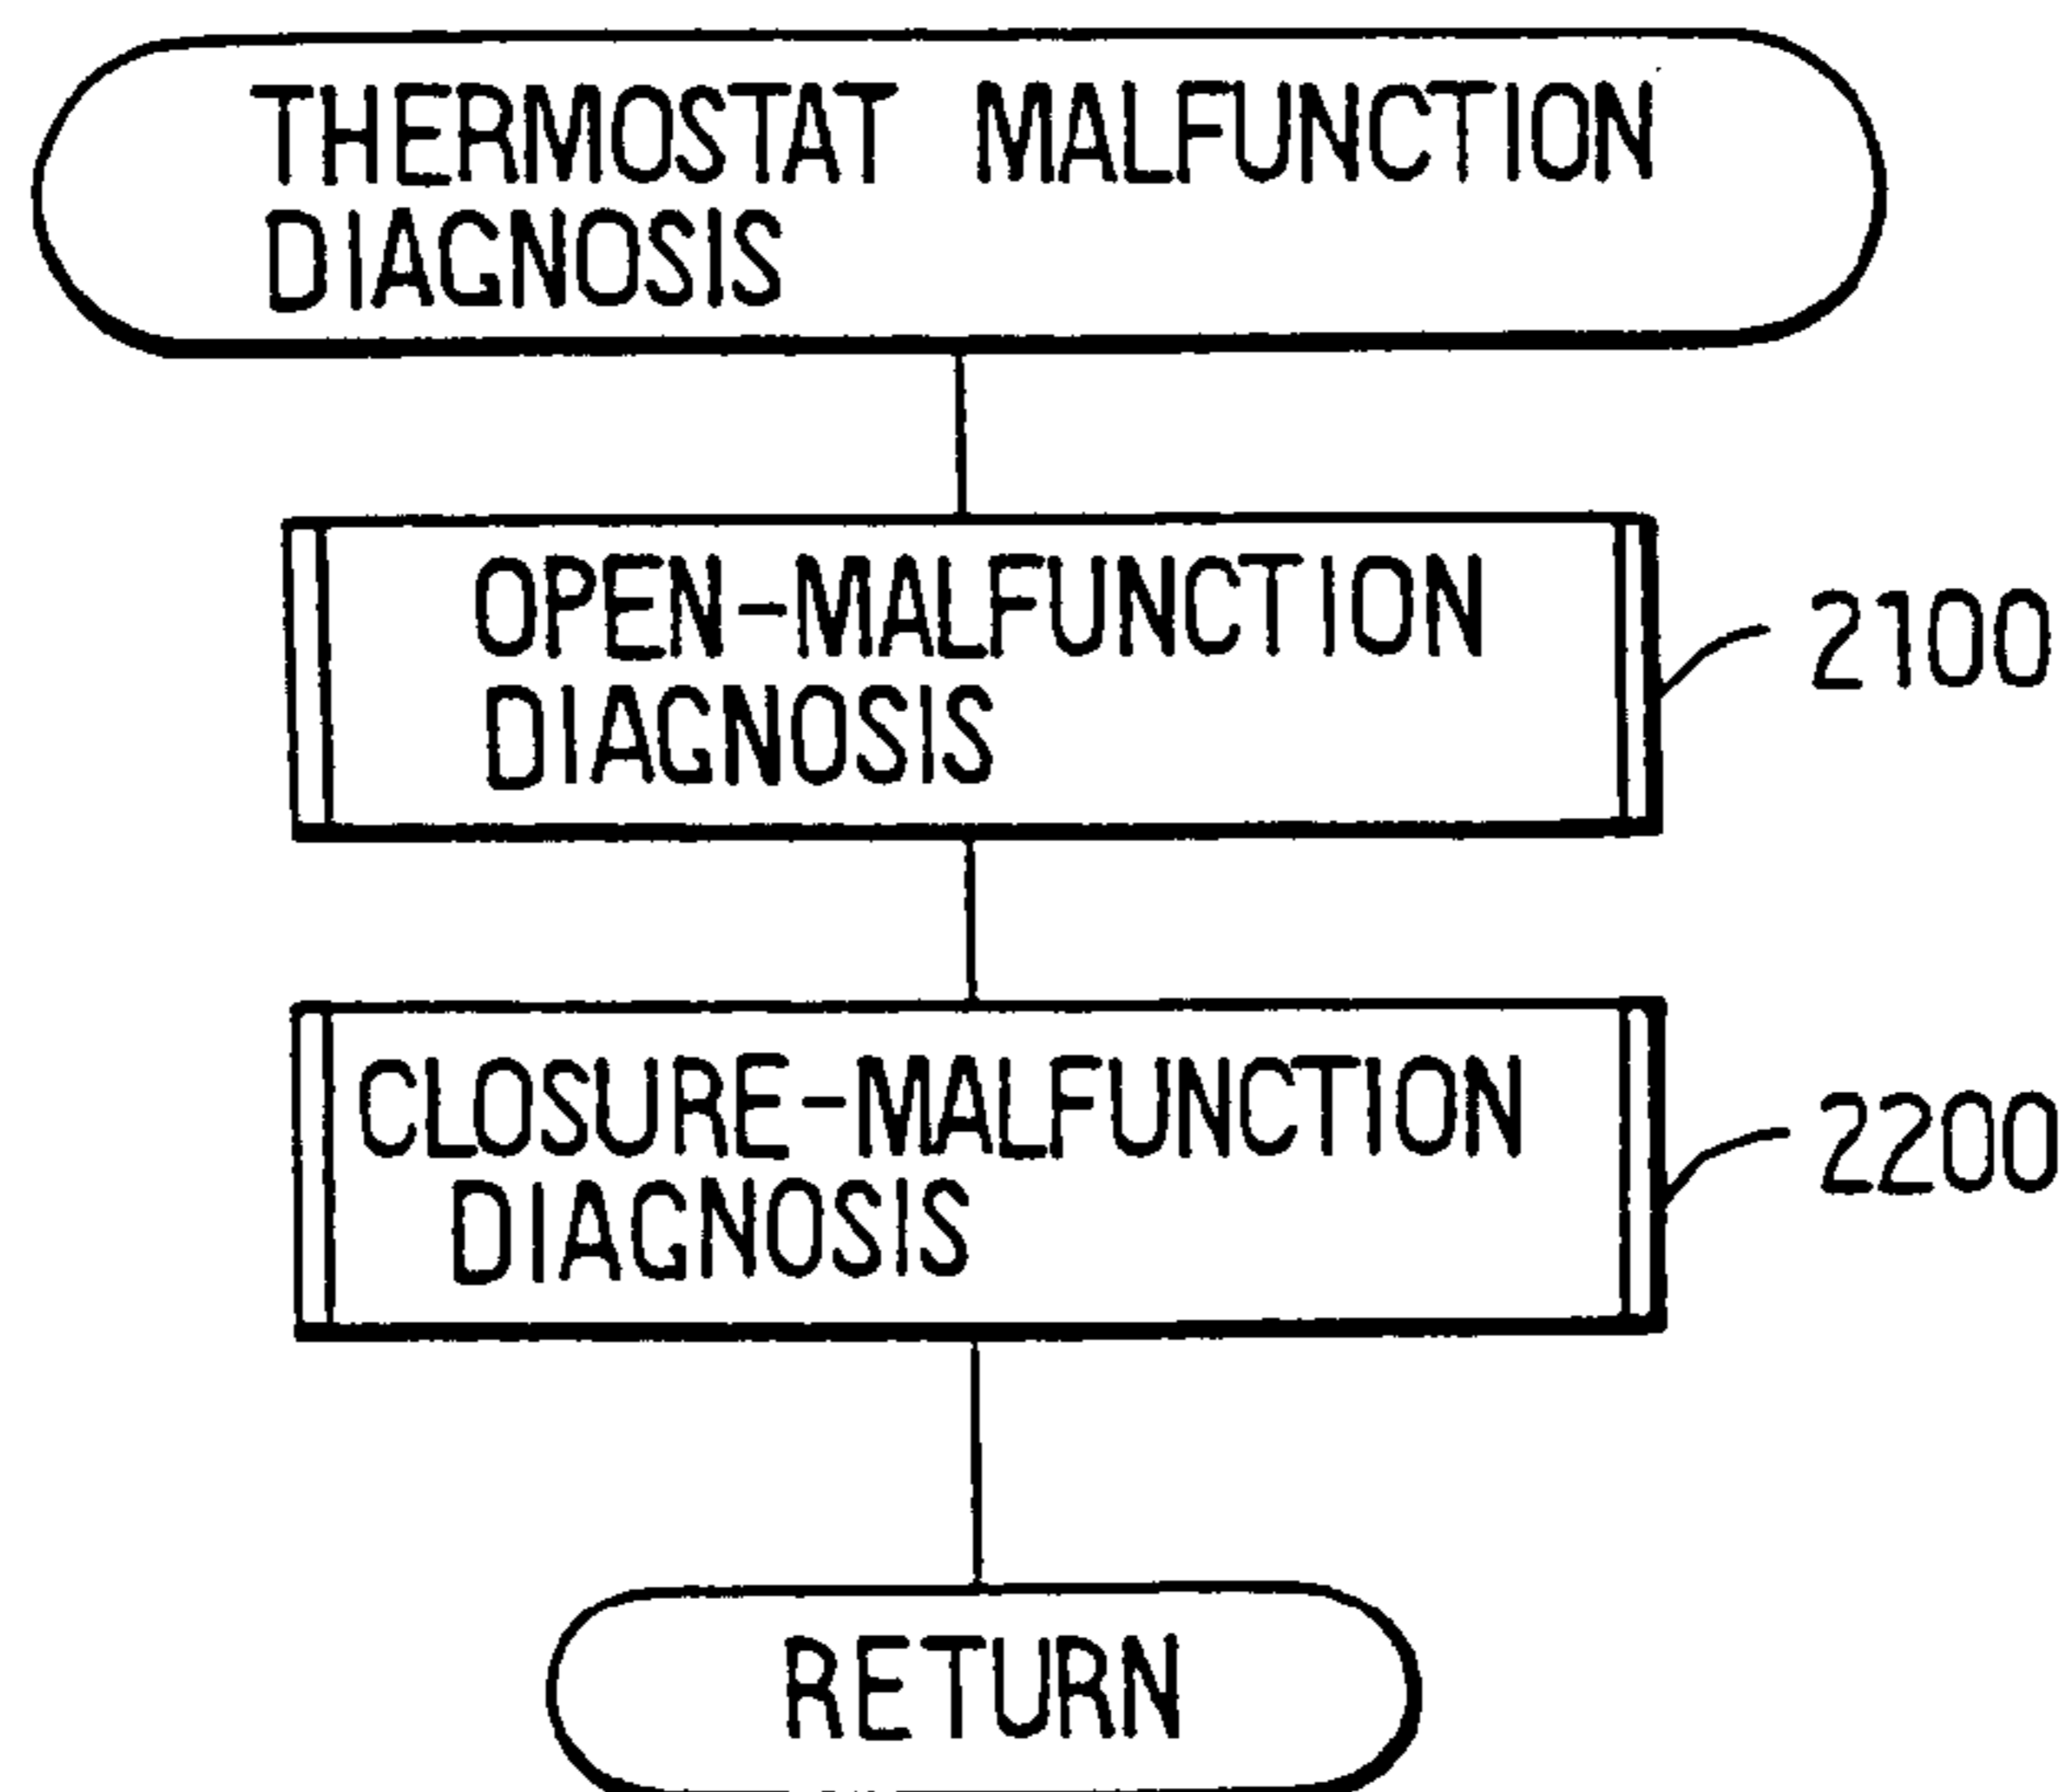 THERMOSTAT MALFUNCTION
DIAGNOSIS
OPEN-MALFUNCTION
DIAGNOSIS
2100
CLOSURE-MALFUNCTION
DIAGNOSIS
2200
RETURN